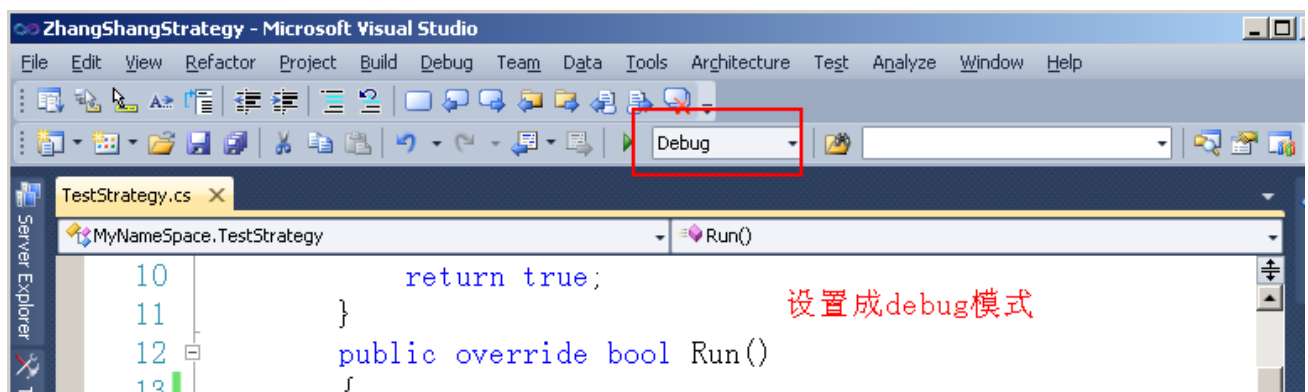 ZhangShangStrategy - Microsoft Visual Studio
File Edit View Refactor Project Build Debug Team Data Tools Architecture Test Analyze Window Help
Debug
TestStrategy.cs
MyNameSpace.TestStrategy Run()
Server Explorer
10 return true;
设置成debug模式
11 }
12 public override bool Run()
13 {